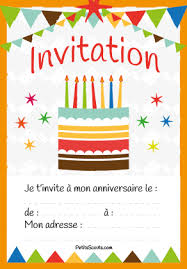 Invitation
Je t'invite à mon anniversaire le :
de : à :
Mon adresse :
PetitsScouts.com